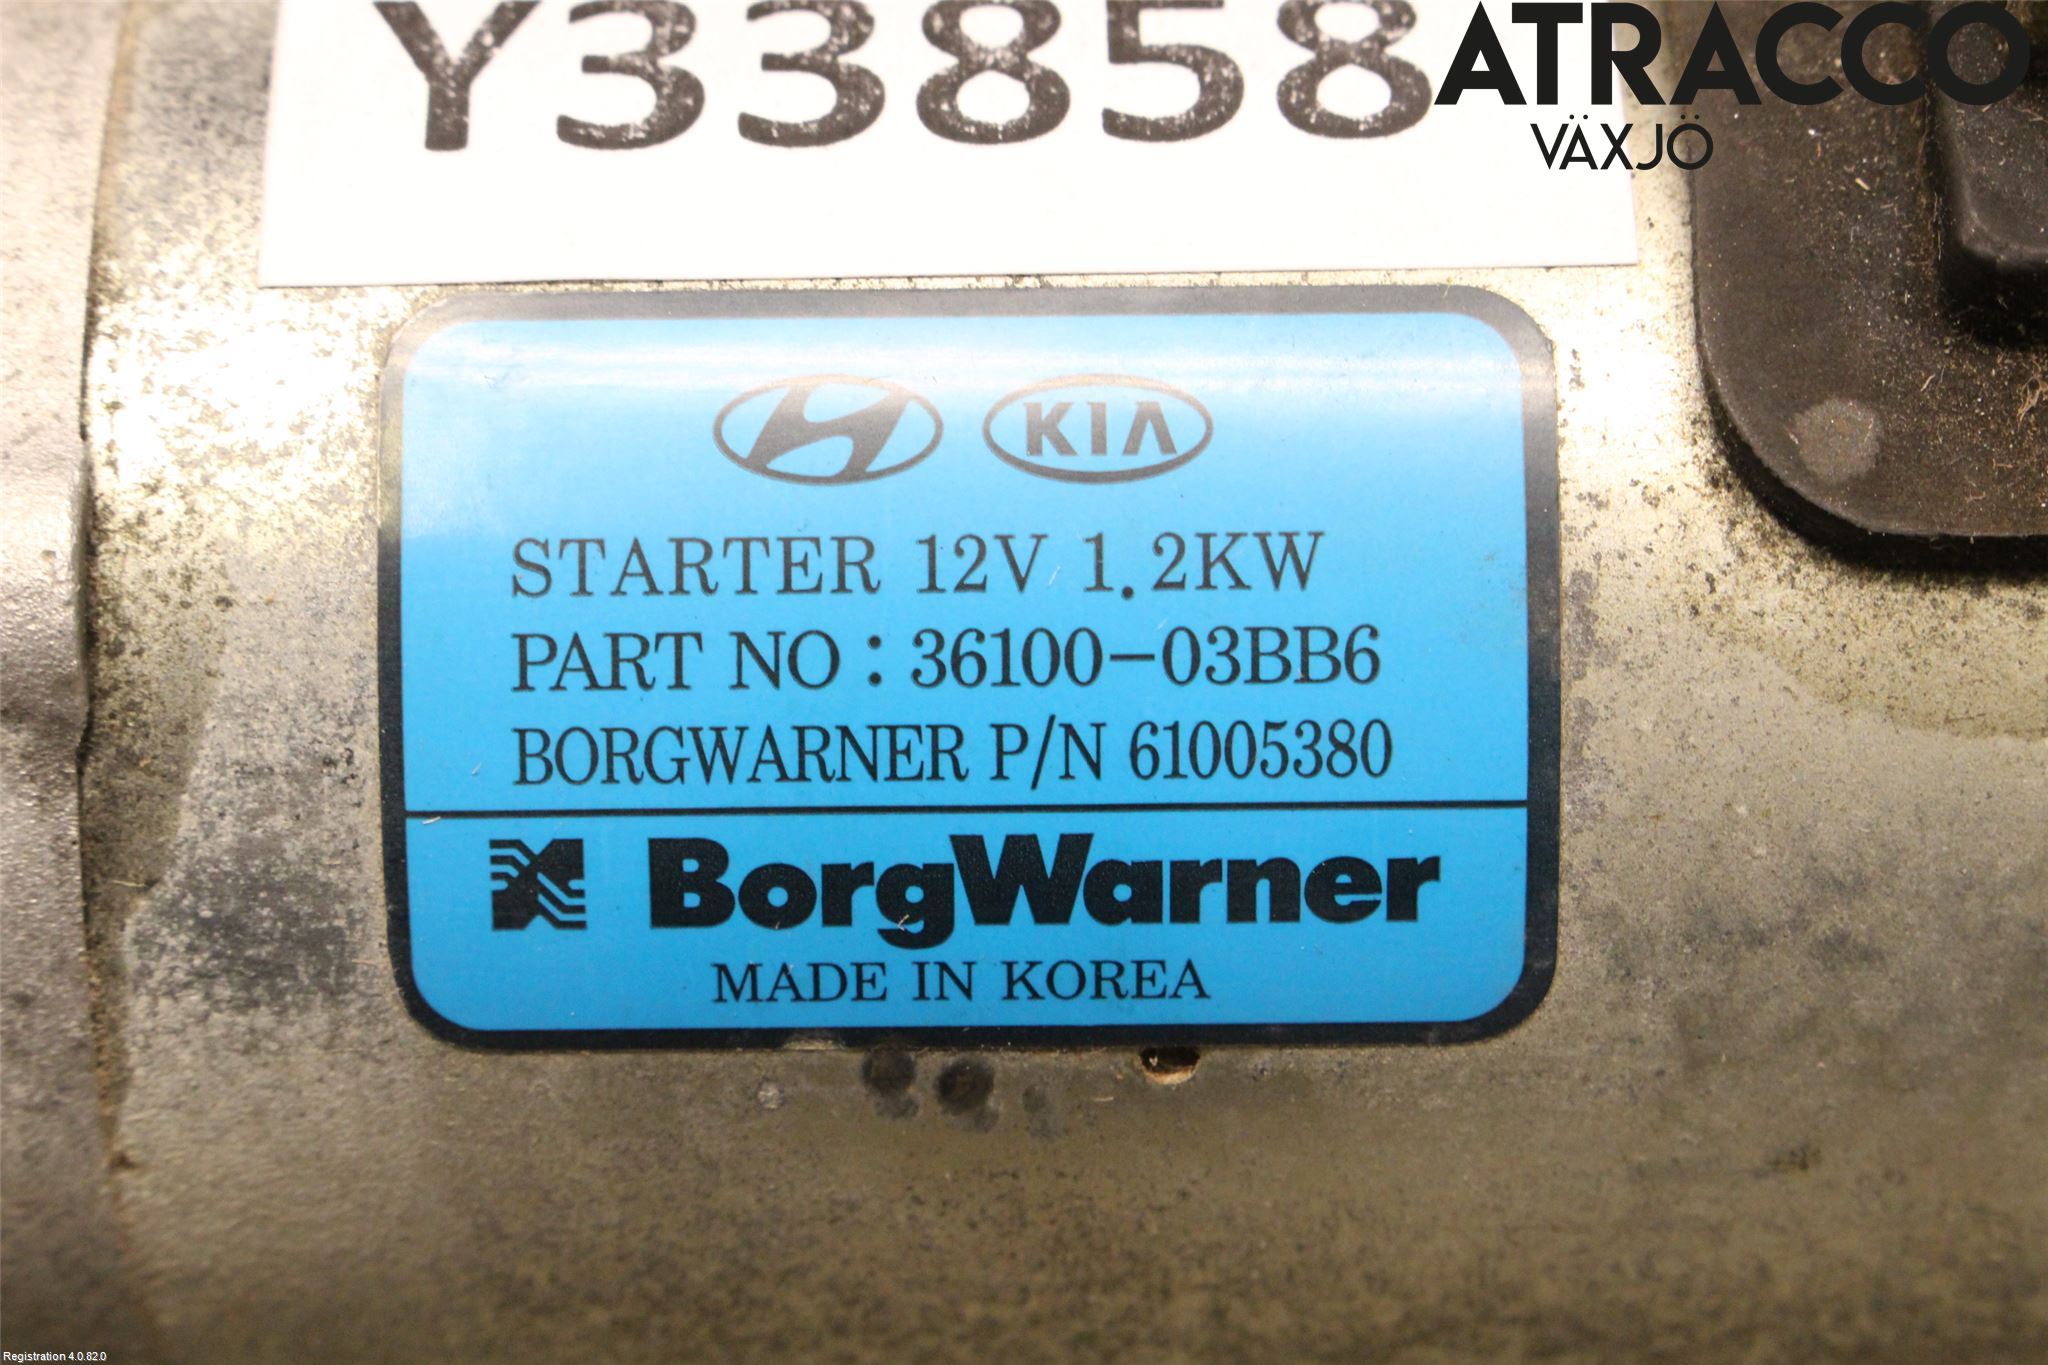 Y33858
ATRACCO
VÄXJÖ
KIA
STARTER 12V 1.2KW
PART NO : 36100-03BB6
BORGWARNER P/N 61005380
BorgWarner
MADE IN KOREA
Registration 4.0.82.0